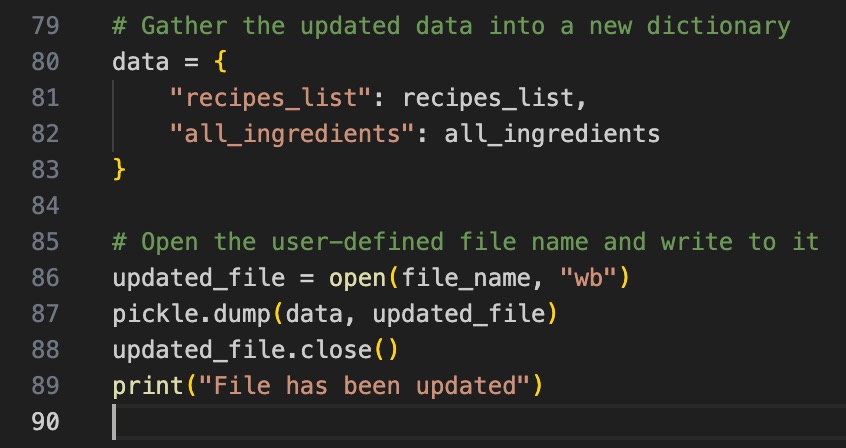 79 # Gather the updated data into a new dictionary
80 data = {
81 "recipes_list": recipes_list,
82 "all_ingredients": all_ingredients
83 }
84
85 # Open the user-defined file name and write to it
86 updated_file = open(file_name, "wb")
87 pickle.dump(data, updated_file)
88 updated_file.close()
89 print("File has been updated")
90